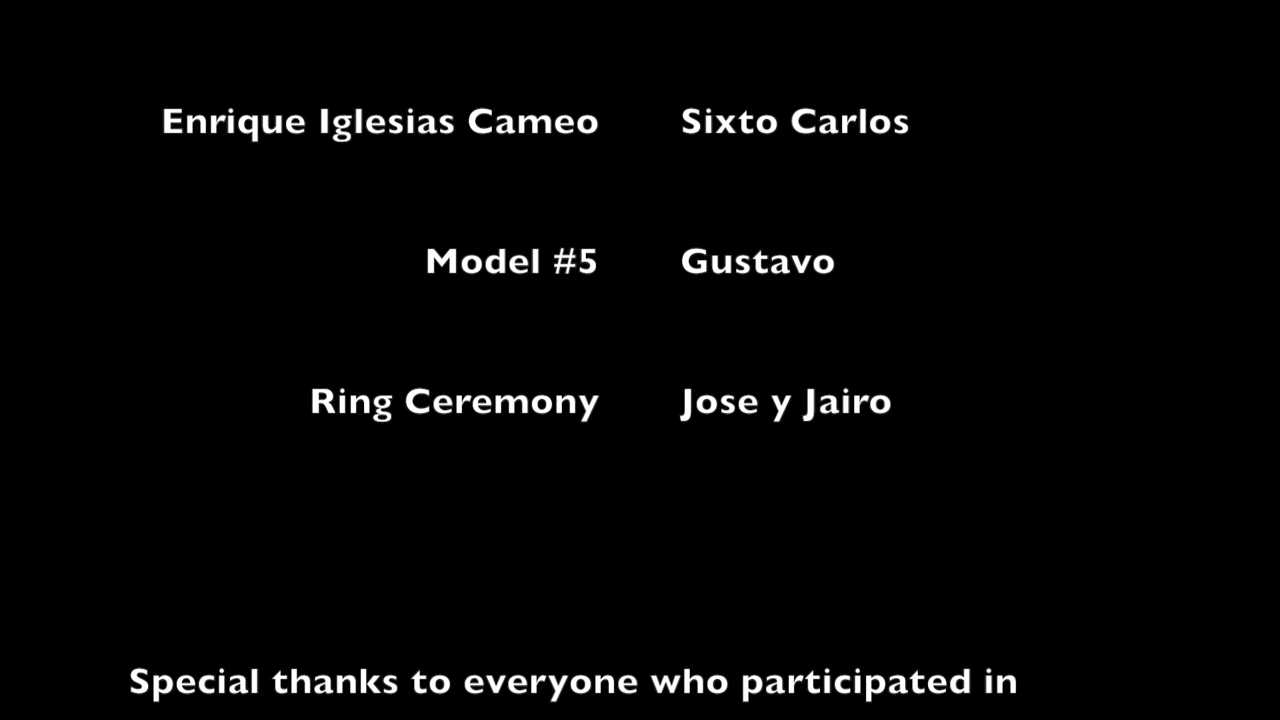 Enrique Iglesias Cameo Sixto Carlos
Model #5 Gustavo
Ring Ceremony Jose y Jairo
Special thanks to everyone who participated in